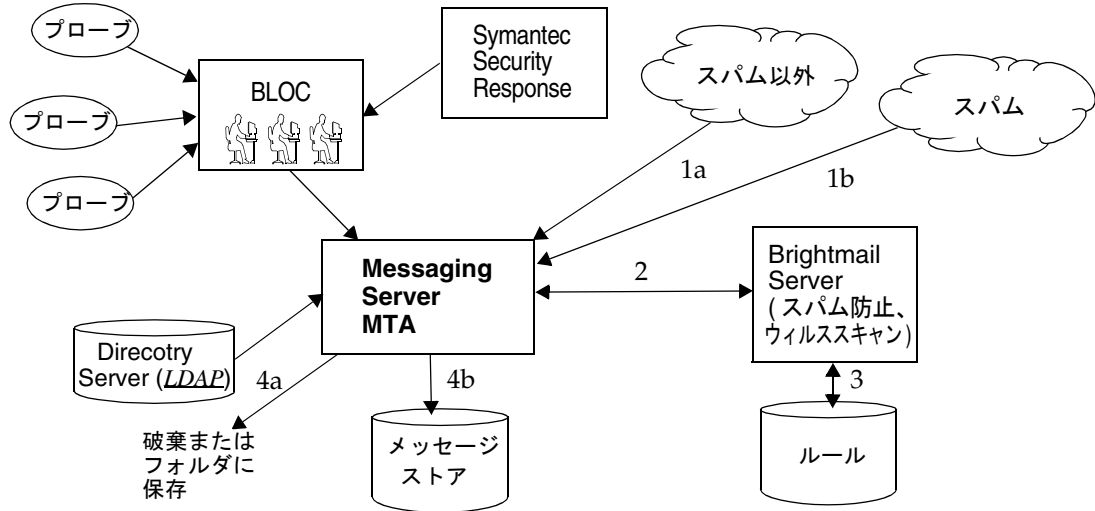 プローブ
プローブ
プローブ
BLOC
Symantec
Security
Response
スパム以外
スパム
1a
1b
Messaging
Server
MTA
2
Brightmail
Server
( スパム防止、
ウィルススキャン)
3
ルール
Direcotry
Server (LDAP)
4a
4b
破棄または
フォルダに
保存
メッセージ
ストア